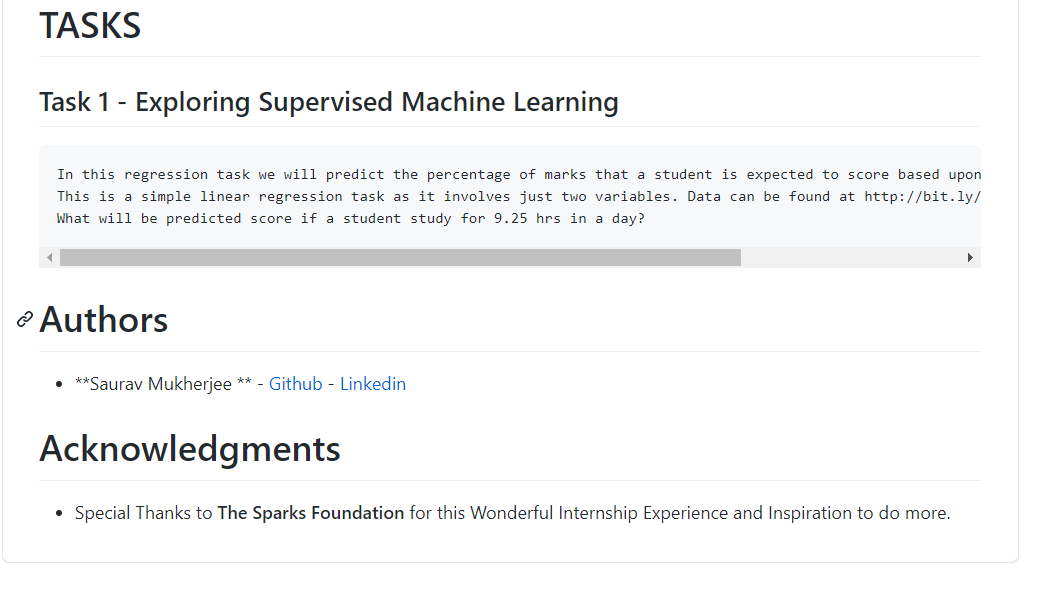 TASKS
Task 1 - Exploring Supervised Machine Learning
In this regression task we will predict the percentage of marks that a student is expected to score based upon
This is a simple linear regression task as it involves just two variables. Data can be found at http://bit.ly/
What will be predicted score if a student study for 9.25 hrs in a day?
Authors
• **Saurav Mukherjee ** - Github - Linkedin
Acknowledgments
• Special Thanks to The Sparks Foundation for this Wonderful Internship Experience and Inspiration to do more.